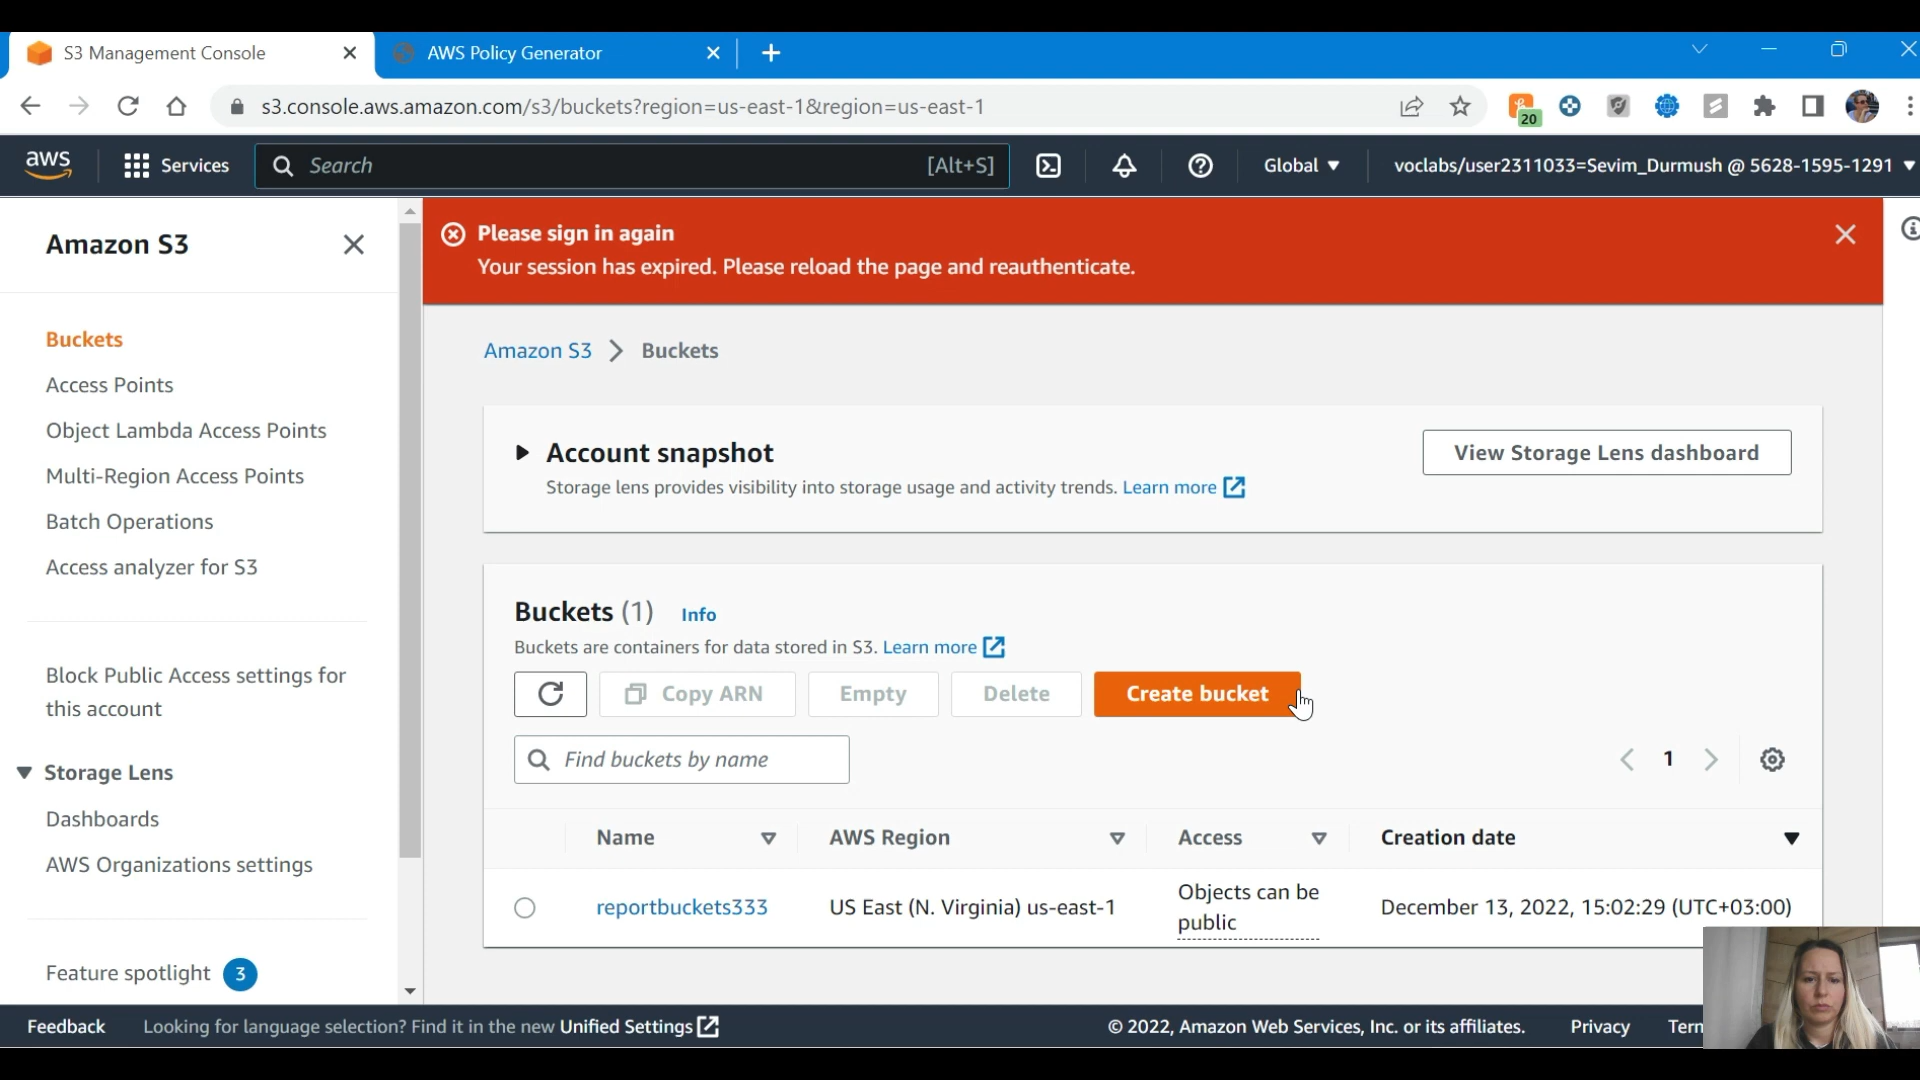 S3 Management Console
AWS Policy Generator
s3.console.aws.amazon.com/s3/buckets?region=us-east-1&region=us-east-1
20
aws
Services
Search
[Alt+S]
Global
voclabs/user2311033=Sevim_Durmush @ 5628-1595-1291
Amazon S3
Buckets
Access Points
Object Lambda Access Points
Multi-Region Access Points
Batch Operations
Access analyzer for S3
Block Public Access settings for
this account
Storage Lens
Dashboards
AWS Organizations settings
Feature spotlight 3
Please sign in again
Your session has expired. Please reload the page and reauthenticate.
Amazon S3 > Buckets
Account snapshot
Storage lens provides visibility into storage usage and activity trends. Learn more
View Storage Lens dashboard
Buckets (1) Info
Buckets are containers for data stored in S3. Learn more
Copy ARN
Empty
Delete
Create bucket
Find buckets by name
1
Name
AWS Region
Access
Creation date
reportbuckets333
US East (N. Virginia) us-east-1
Objects can be
public
December 13, 2022, 15:02:29 (UTC+03:00)
Feedback
Looking for language selection? Find it in the new Unified Settings
© 2022, Amazon Web Services, Inc. or its affiliates.
Privacy